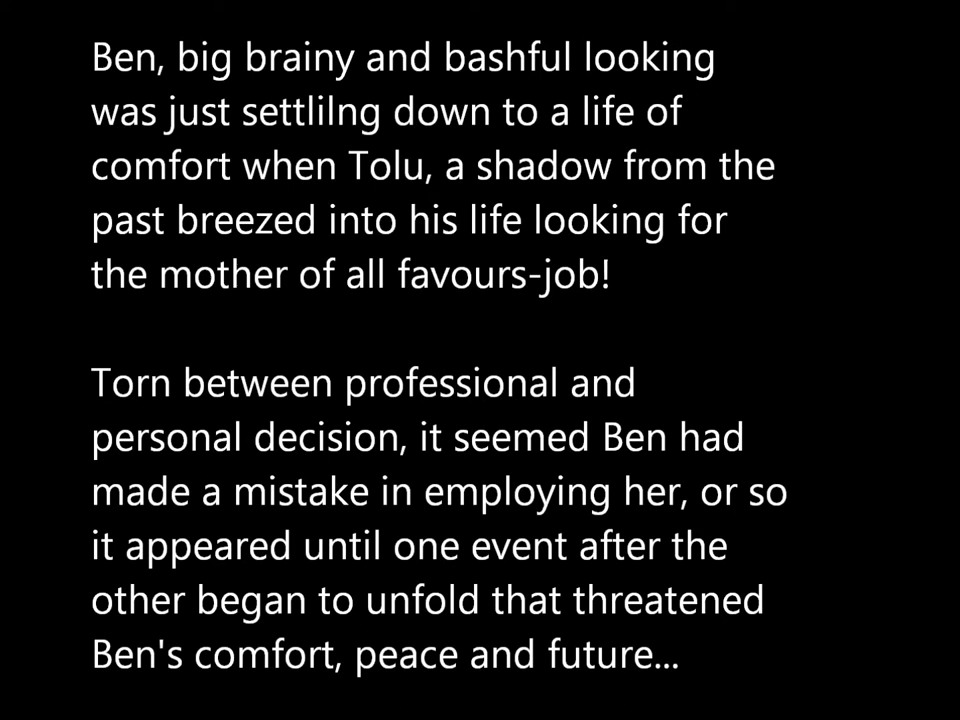 Ben, big brainy and bashful looking
was just settlilng down to a life of
comfort when Tolu, a shadow from the
past breezed into his life looking for
the mother of all favours-job!
Torn between professional and
personal decision, it seemed Ben had
made a mistake in employing her, or so
it appeared until one event after the
other began to unfold that threatened
Ben's comfort, peace and future...